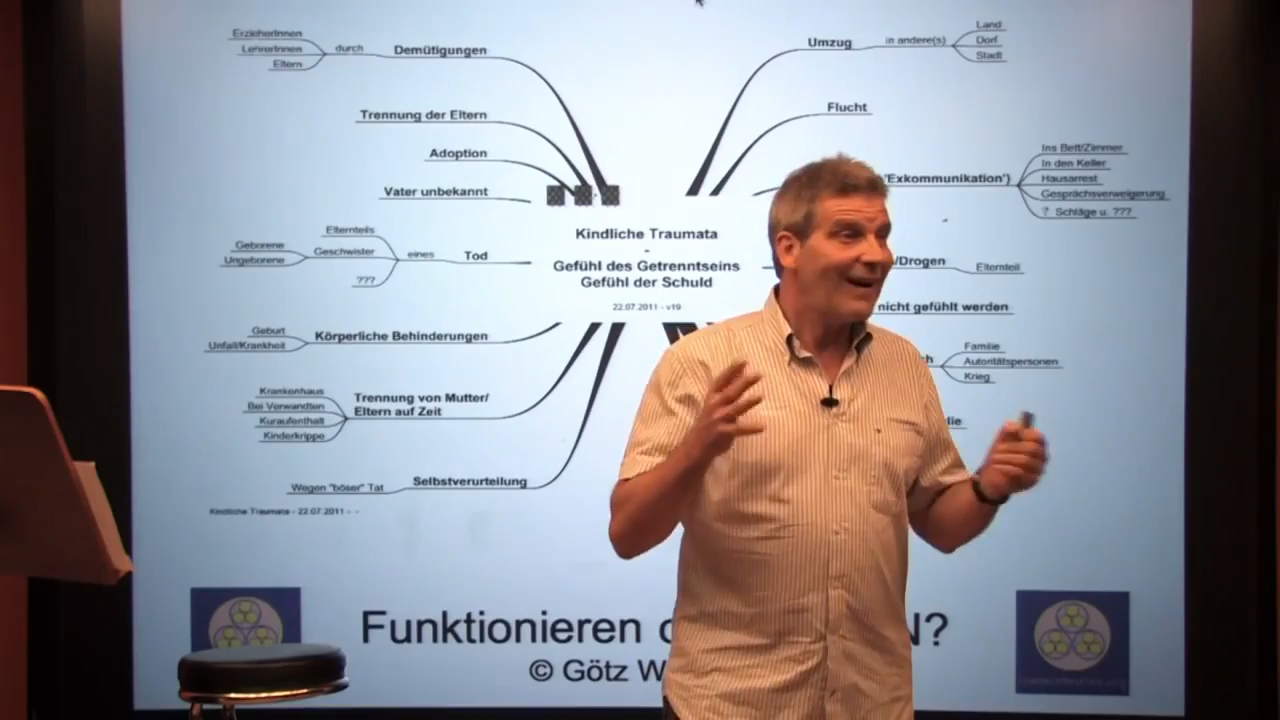 ErzieherInnen
LehrerInnen
Eltern
durch
Demütigungen
Trennung der Eltern
Adoption
Vater unbekannt
Elternteils
Geborene
Ungeborene
Geschwister
???
eines
Tod
Geburt
Unfall/Krankheit
Körperliche Behinderungen
Krankenhaus
Bei Verwandten
Kuraufenthalt
Kinderkrippe
Trennung von Mutter/
Eltern auf Zeit
Wegen "böser" Tat
Selbstverurteilung
Kindliche Traumata - 22.07.2011 - -
Kindliche Traumata
-
Gefühl des Getrenntseins
Gefühl der Schuld
22.07.2011 - v19
Umzug
in andere(s)
Land
Dorf
Stadt
Flucht
'Exkommunikation')
Ins Bett/Zimmer
In den Keller
Hausarrest
Gesprächsverweigerung
? Schläge u. ???
/Drogen
Elternteil
nicht gefühlt werden
h
Familie
Autoritätspersonen
Krieg
lie
Funktionieren o N?
© Götz W